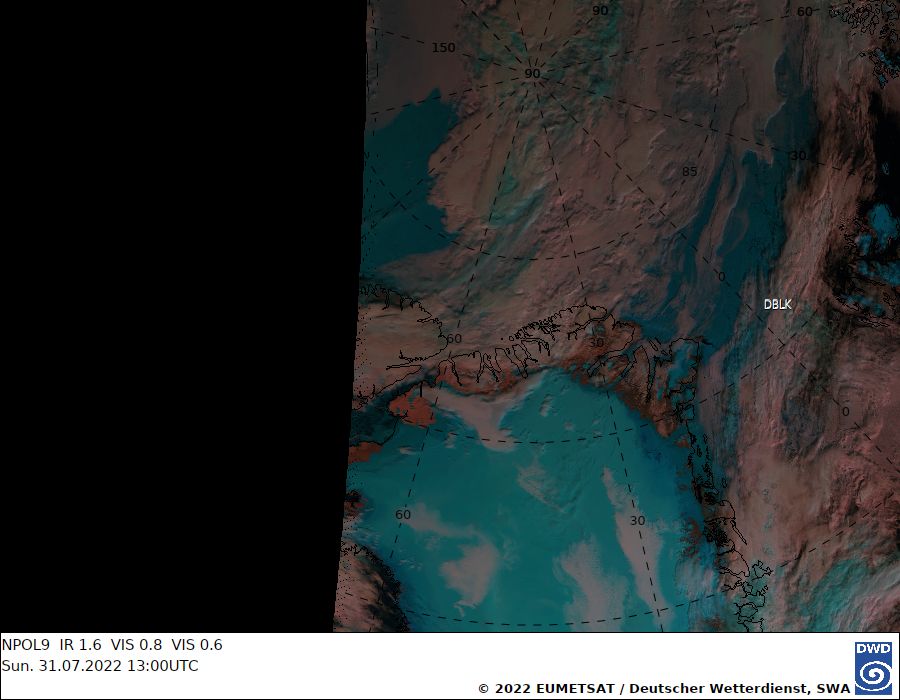 90
60
150
90
30
85
0
DBLK
60
30
0
60
30
NPOL9 IR 1.6 VIS 0.8 VIS 0.6
Sun. 31.07.2022 13:00UTC
DWD
© 2022 EUMETSAT / Deutscher Wetterdienst, SWA